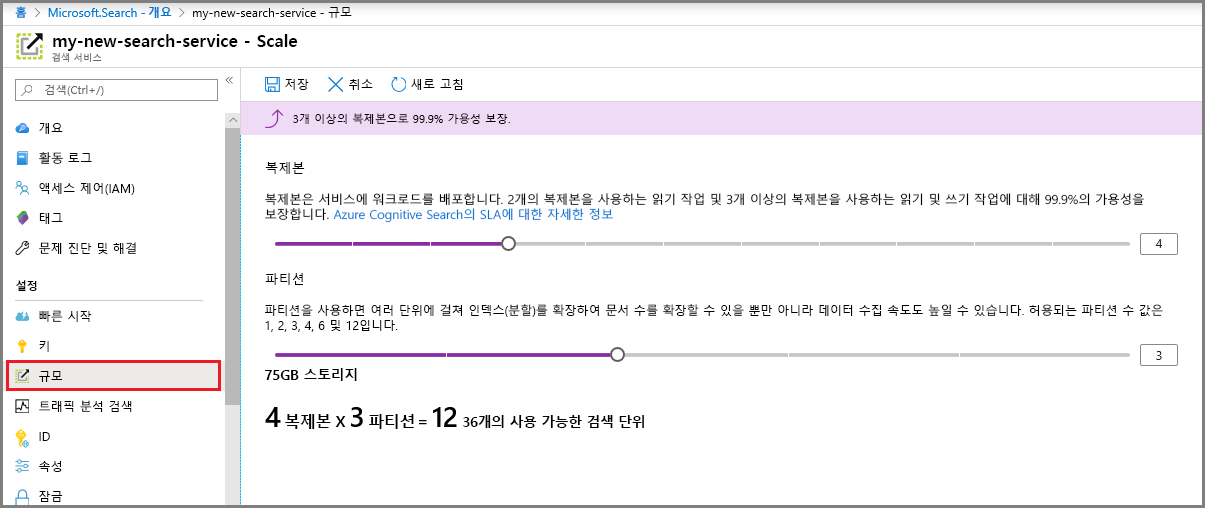 홈 > Microsoft.Search - 개요 > my-new-search-service - 규모
my-new-search-service - Scale
검색 서비스
검색(Ctrl+/)
«
개요
활동 로그
액세스 제어(IAM)
태그
문제 진단 및 해결
설정
빠른 시작
키
규모
트래픽 분석 검색
ID
속성
잠금
저장 취소 새로 고침
3개 이상의 복제본으로 99.9% 가용성 보장.
복제본
복제본은 서비스에 워크로드를 배포합니다. 2개의 복제본을 사용하는 읽기 작업 및 3개 이상의 복제본을 사용하는 읽기 및 쓰기 작업에 대해 99.9%의 가용성을
보장합니다. Azure Cognitive Search의 SLA에 대한 자세한 정보
4
파티션
파티션을 사용하면 여러 단위에 걸쳐 인덱스(분할)를 확장하여 문서 수를 확장할 수 있을 뿐만 아니라 데이터 수집 속도도 높일 수 있습니다. 허용되는 파티션 수 값은
1, 2, 3, 4, 6 및 12입니다.
3
75GB 스토리지
4 복제본 X 3 파티션 = 12 36개의 사용 가능한 검색 단위